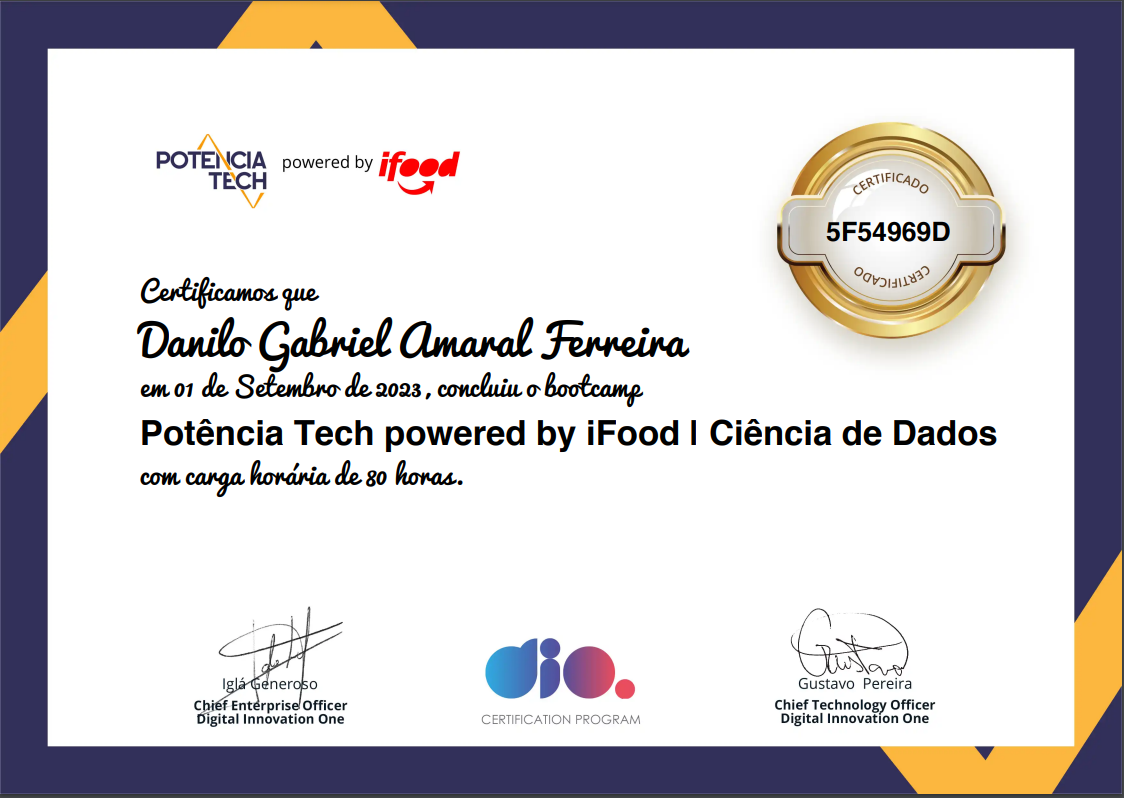 POTÊNCIA
TECH
powered by ifood
CERTIFICADO
5F54969D
CERTIFICADO
Certificamos que
Danilo Gabriel Amaral Ferreira
em 01 de Setembro de 2023, concluiu o bootcamp
Potência Tech powered by iFood | Ciência de Dados
com carga horária de 80 horas.
Iglá Generoso
Chief Enterprise Officer
Digital Innovation One
dio.
CERTIFICATION PROGRAM
Gustavo
Gustavo Pereira
Chief Technology Officer
Digital Innovation One